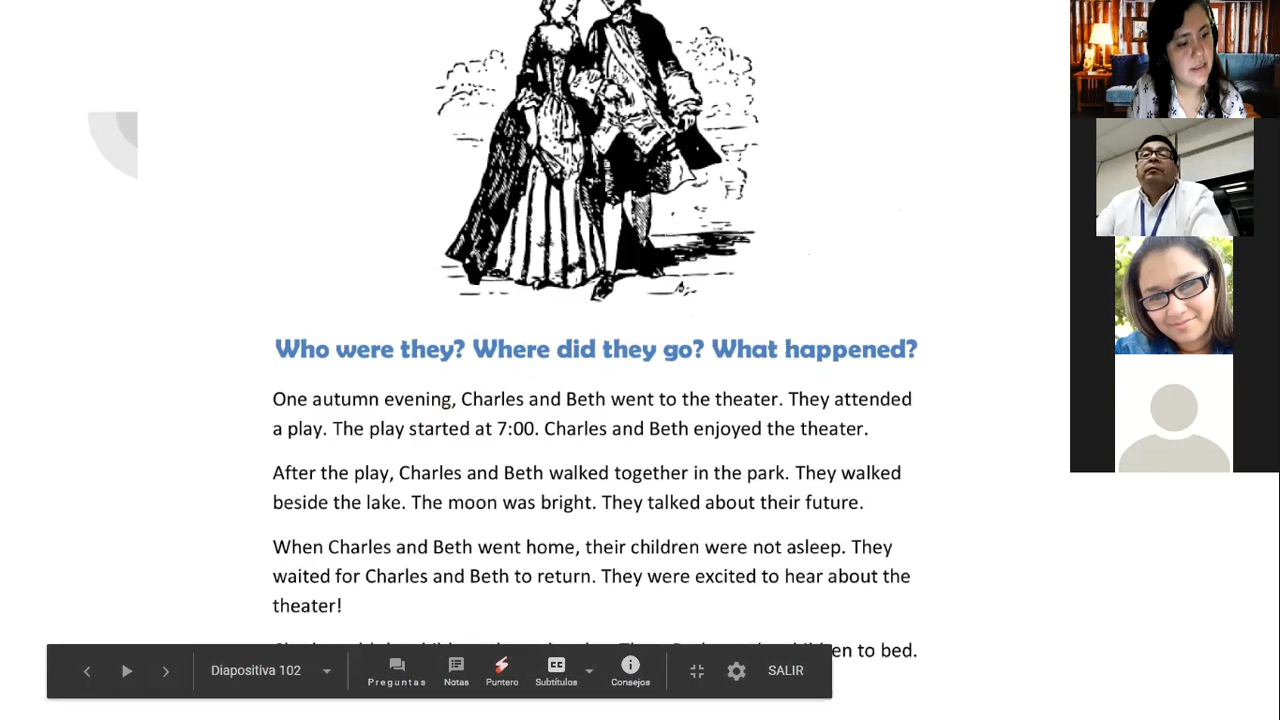 Who were they? Where did they go? What happened?
One autumn evening, Charles and Beth went to the theater. They attended
a play. The play started at 7:00. Charles and Beth enjoyed the theater.
After the play, Charles and Beth walked together in the park. They walked
beside the lake. The moon was bright. They talked about their future.
When Charles and Beth went home, their children were not asleep. They
waited for Charles and Beth to return. They were excited to hear about the
theater!
to bed.
Diapositiva 102
Preguntas
Notas
Puntero
CC
Subtítulos
Consejos
SALIR